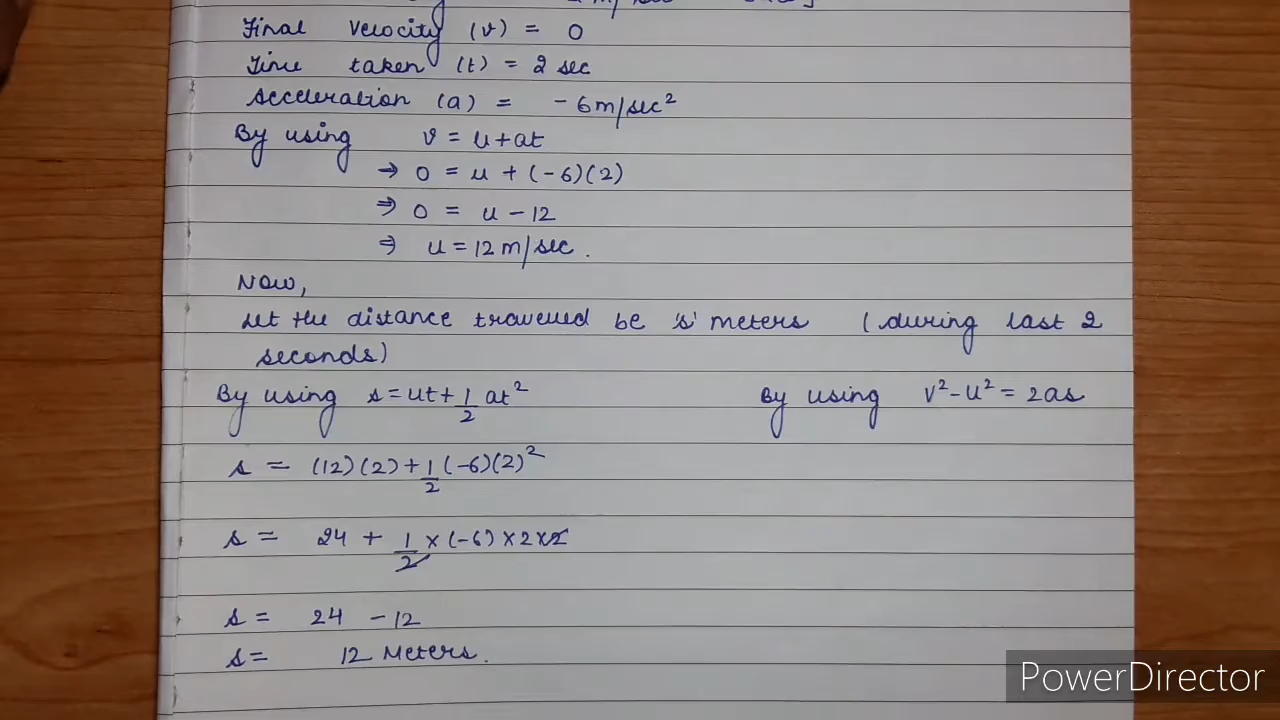 Final Velocity (v) = 0
Time taken (t) = 2 sec
Acceleration (a) = -6m/sec²
By using v = u+at
→ 0 = u + (-6)(2)
⇒ 0 = u - 12
⇒ u = 12 m/sec.
Now,
Let the distance travelled be 's' meters (during last 2
seconds)
By using s = ut + 1/2 at² By using v² - u² = 2as
s = (12)(2) + 1/2 (-6)(2)²
s = 24 + 1/2 × (-6) × 2 × 2
s = 24 - 12
s = 12 Meters.
PowerDirector